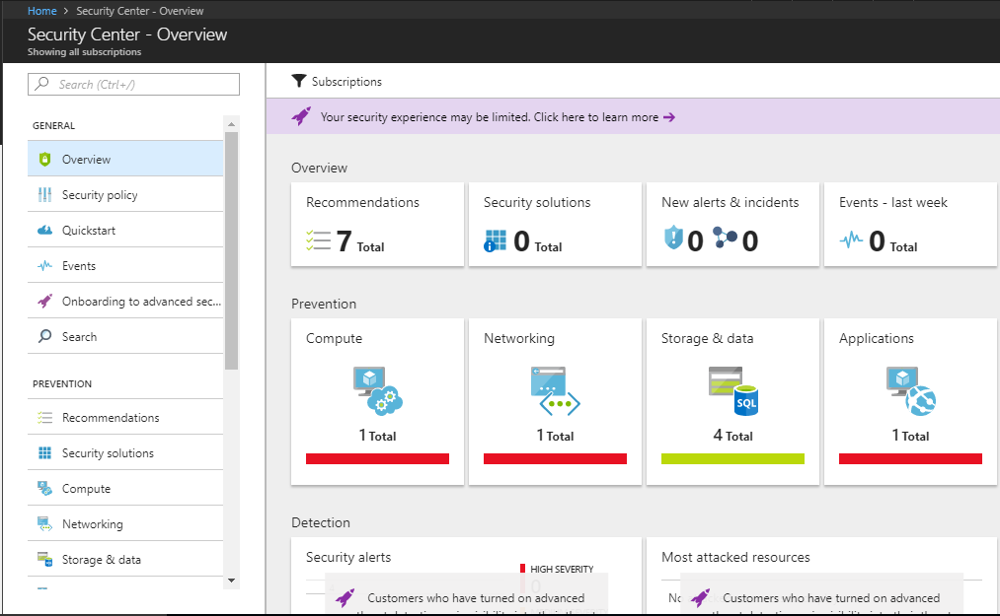 Home > Security Center - Overview
Security Center - Overview
Showing all subscriptions
Search (Ctrl+/)
GENERAL
Overview
Security policy
Quickstart
Events
Onboarding to advanced sec...
Search
PREVENTION
Recommendations
Security solutions
Compute
Networking
Storage & data
Subscriptions
Your security experience may be limited. Click here to learn more →
Overview
Recommendations
7 Total
Security solutions
0 Total
New alerts & incidents
0 0
Events - last week
0 Total
Prevention
Compute
1 Total
Networking
1 Total
Storage & data
SQL
4 Total
Applications
1 Total
Detection
Security alerts
HIGH SEVERITY
0
Customers who have turned on advanced
Most attacked resources
No
Customers who have turned on advanced